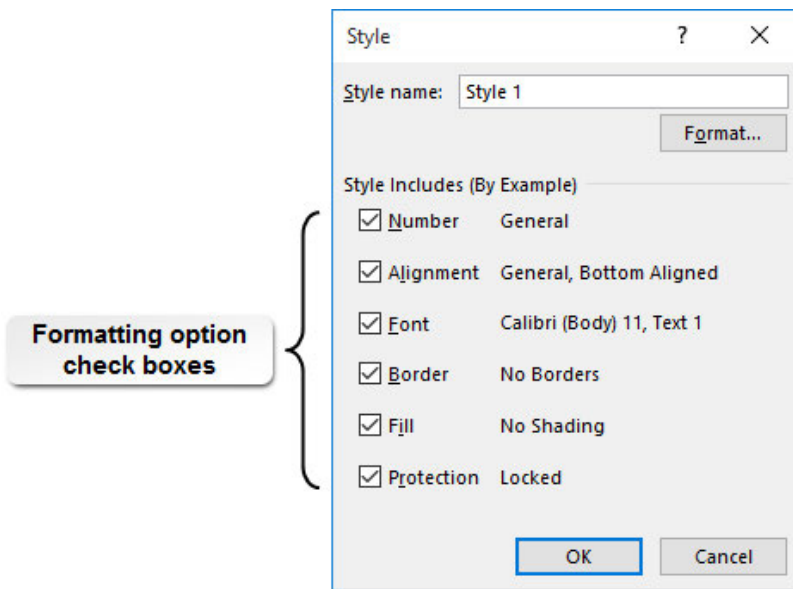 Style ?
Style name: Style 1
Format...
Style Includes (By Example)
Number General
Alignment General, Bottom Aligned
Font Calibri (Body) 11, Text 1
Border No Borders
Fill No Shading
Protection Locked
Formatting option
check boxes
OK Cancel